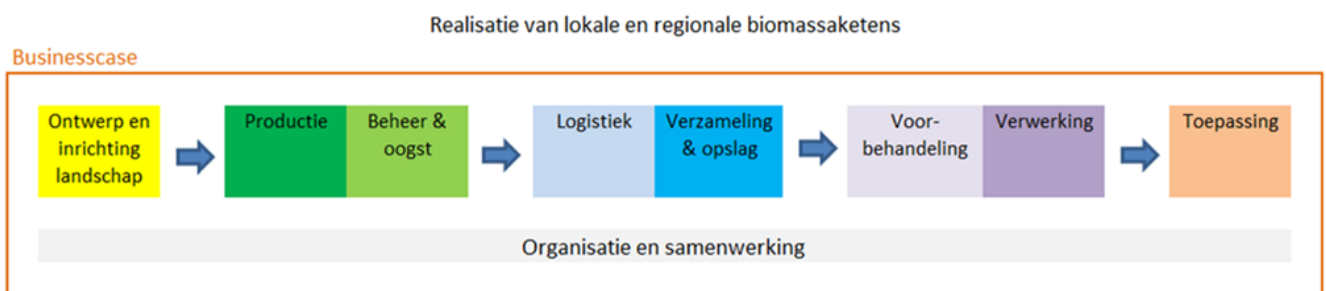 Realisatie van lokale en regionale biomassaketens
Businesscase
Ontwerp en
inrichting
landschap
Productie
Beheer &
oogst
Logistiek
Verzameling
& opslag
Voor-
behandeling
Verwerking
Toepassing
Organisatie en samenwerking